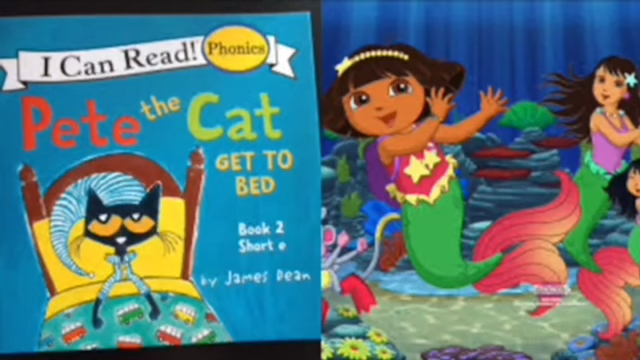 I Can Read!
Phonics
Pete the Cat
GET TO
BED
Book 2
Short e
by James Dean